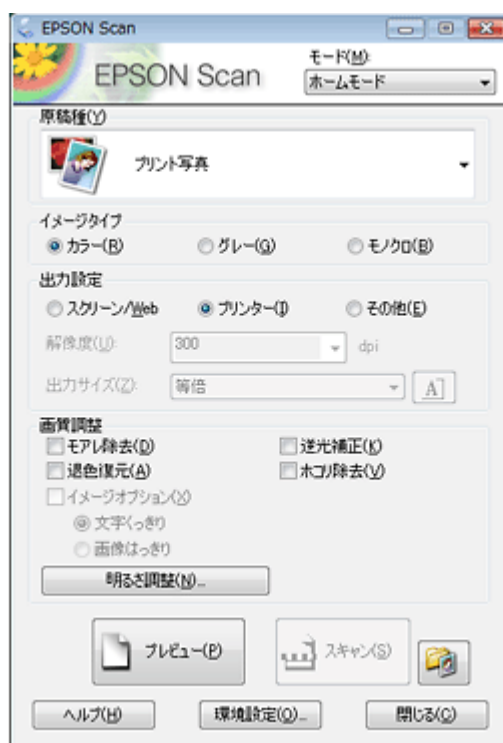 EPSON Scan
EPSON Scan
モード(M):
ホームモード
原稿種(Y)
プリント写真
イメージタイプ
カラー(R)
グレー(G)
モノクロ(B)
出力設定
スクリーン/Web
プリンター(I)
その他(E)
解像度(U):
300
dpi
出力サイズ(Z):
等倍
A
画質調整
モアレ除去(D)
逆光補正(K)
退色復元(A)
ホコリ除去(V)
イメージオプション(X)
文字くっきり
画像はっきり
明るさ調整(N)...
プレビュー(P)
スキャン(S)
ヘルプ(H)
環境設定(O)...
閉じる(C)